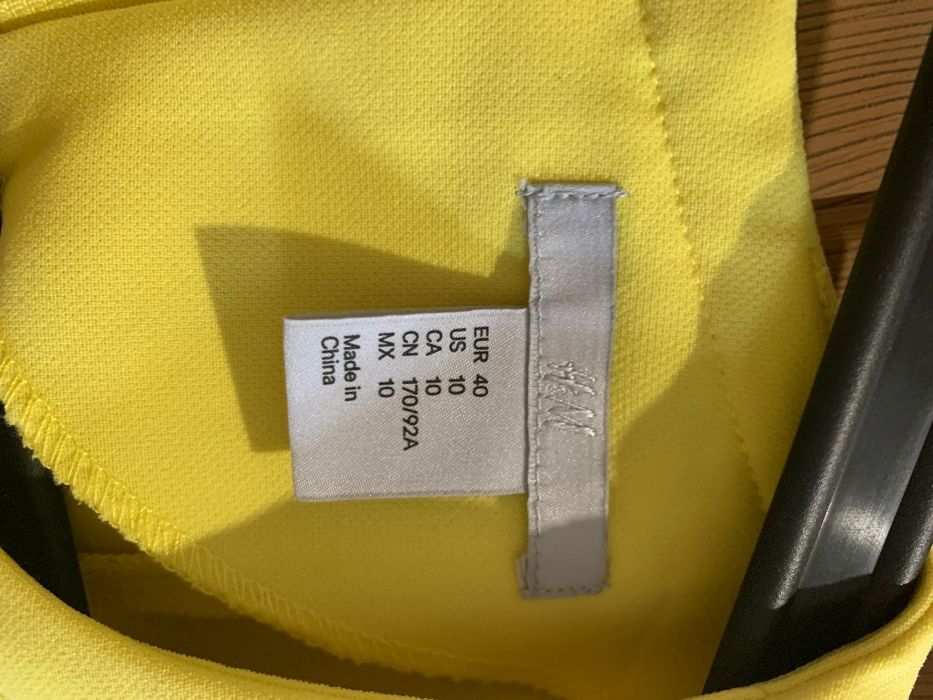 H&M
EUR 40
US 10
CA 10
CN 170/92A
MX 10
Made in
China